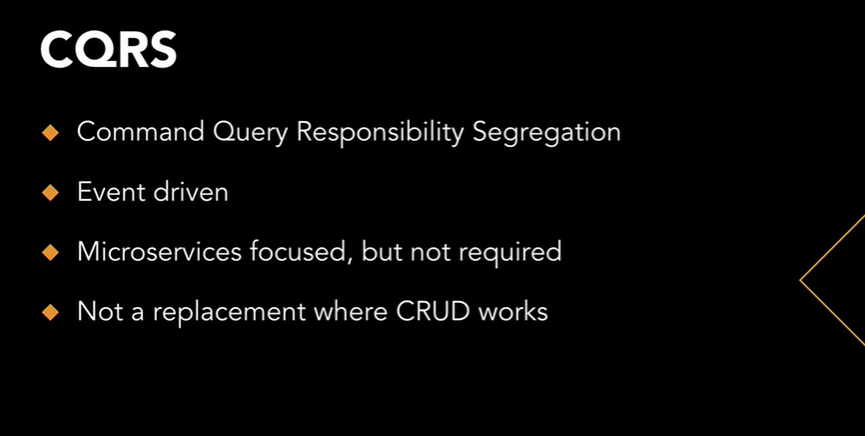 CQRS
Command Query Responsibility Segregation
Event driven
Microservices focused, but not required
Not a replacement where CRUD works